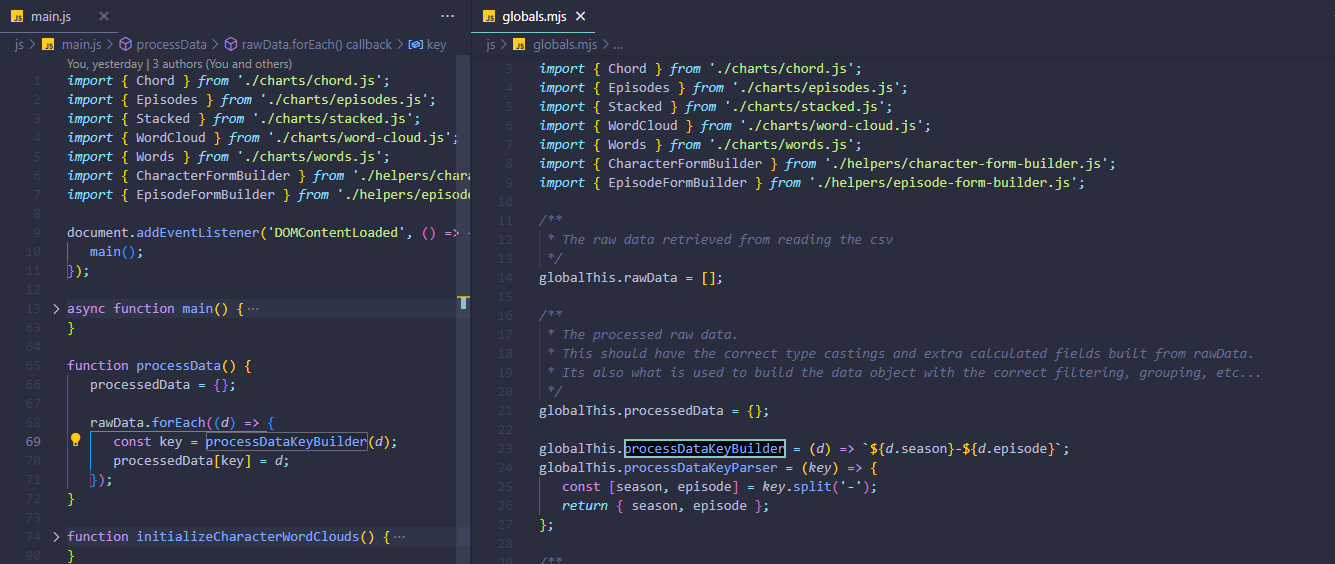 JS main.js ×
···
js > JS main.js > processData > rawData.forEach() callback > key
You, yesterday | 3 authors (You and others)
1 import { Chord } from './charts/chord.js';
2 import { Episodes } from './charts/episodes.js';
3 import { Stacked } from './charts/stacked.js';
4 import { WordCloud } from './charts/word-cloud.js';
5 import { Words } from './charts/words.js';
6 import { CharacterFormBuilder } from './helpers/chara
7 import { EpisodeFormBuilder } from './helpers/episode
8
9 document.addEventListener('DOMContentLoaded', () =>
10 main();
11 });
12
13 > async function main() { ···
63 }
64
65 function processData() {
66 processedData = {};
67
68 rawData.forEach((d) => {
69 const key = processDataKeyBuilder(d);
70 processedData[key] = d;
71 });
72 }
73
74 > function initializeCharacterWordClouds() { ···
90 }
JS globals.mjs ×
js > JS globals.mjs > ...
3 import { Chord } from './charts/chord.js';
4 import { Episodes } from './charts/episodes.js';
5 import { Stacked } from './charts/stacked.js';
6 import { WordCloud } from './charts/word-cloud.js';
7 import { Words } from './charts/words.js';
8 import { CharacterFormBuilder } from './helpers/character-form-builder.js';
9 import { EpisodeFormBuilder } from './helpers/episode-form-builder.js';
10
11 /**
12 * The raw data retrieved from reading the csv
13 */
14 globalThis.rawData = [];
15
16 /**
17 * The processed raw data.
18 * This should have the correct type castings and extra calculated fields built from rawData.
19 * Its also what is used to build the data object with the correct filtering, grouping, etc...
20 */
21 globalThis.processedData = {};
22
23 globalThis.processDataKeyBuilder = (d) => `${d.season}-${d.episode}`;
24 globalThis.processDataKeyParser = (key) => {
25 const [season, episode] = key.split('-');
26 return { season, episode };
27 };
28
29 /**